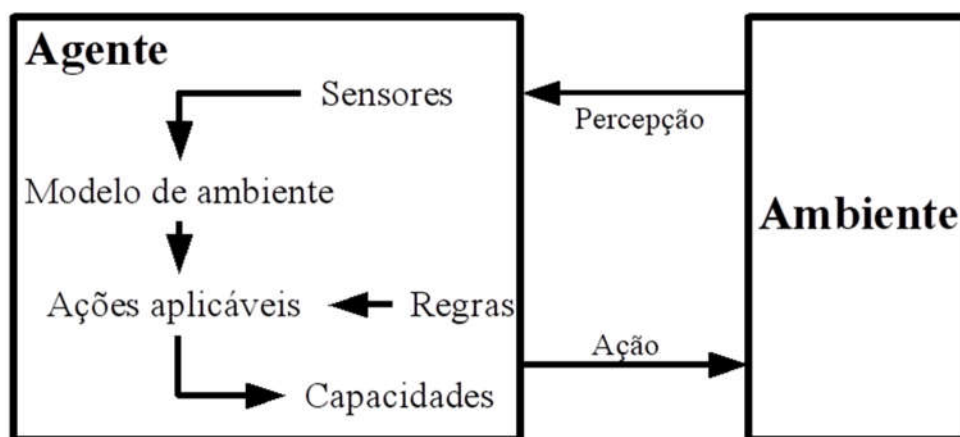 Agente
Sensores
Percepção
Modelo de ambiente
Ambiente
Ações aplicáveis
Regras
Ação
Capacidades